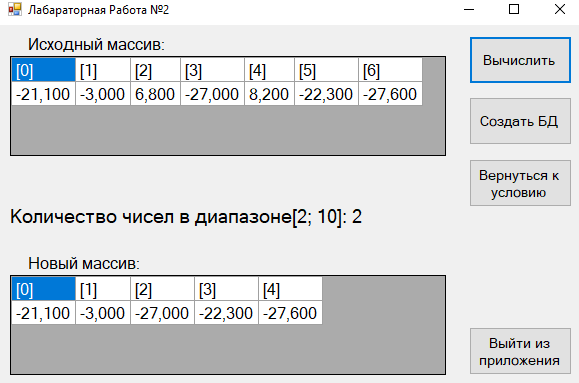 Лабараторная Работа №2
Исходный массив:
[0] [1] [2] [3] [4] [5] [6]
-21,100 -3,000 6,800 -27,000 8,200 -22,300 -27,600
Вычислить
Создать БД
Вернуться к
условию
Количество чисел в диапазоне[2; 10]: 2
Новый массив:
[0] [1] [2] [3] [4]
-21,100 -3,000 -27,000 -22,300 -27,600
Выйти из
приложения